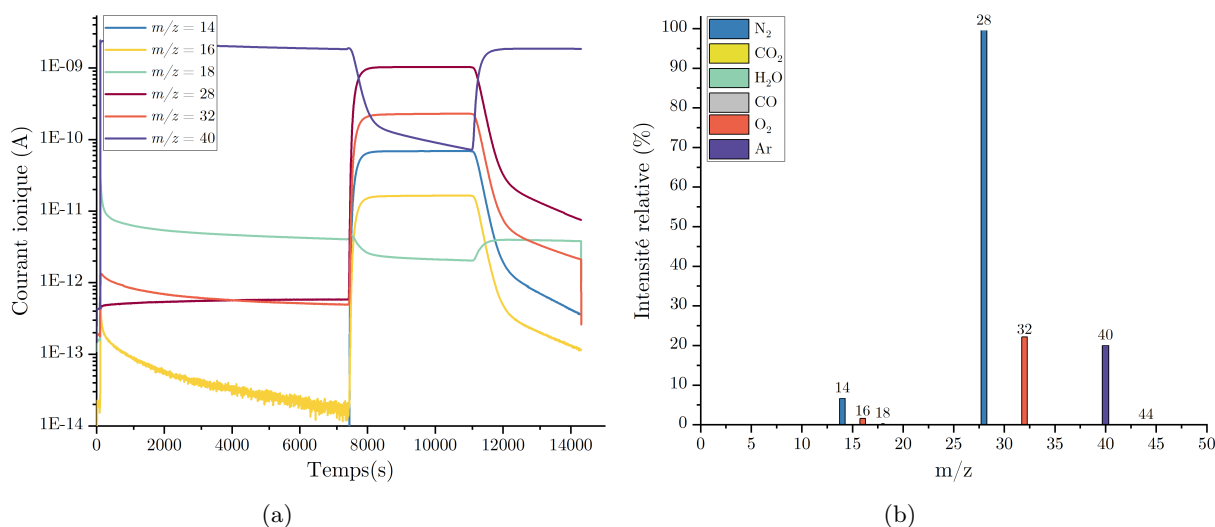 m/z = 14
m/z = 16
m/z = 18
m/z = 28
m/z = 32
m/z = 40
1E-09
1E-10
1E-11
1E-12
1E-13
1E-14
Courant ionique (A)
0 2000 4000 6000 8000 10000 12000 14000
Temps(s)
(a)
N2
CO2
H2O
CO
O2
Ar
100
90
80
70
60
50
40
30
20
10
0
Intensité relative (%)
14
16
18
28
32
40
44
0 5 10 15 20 25 30 35 40 45 50
m/z
(b)